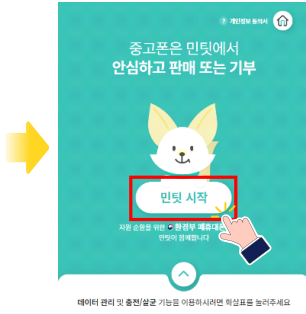 개인정보 동의서
중고폰은 민팃에서
안심하고 판매 또는 기부
민팃 시작
자원 순환을 위한 환경부 폐휴대폰
민팃이 함께합니다
데이터 관리 및 충전/살균 기능을 이용하시려면 화살표를 눌러주세요